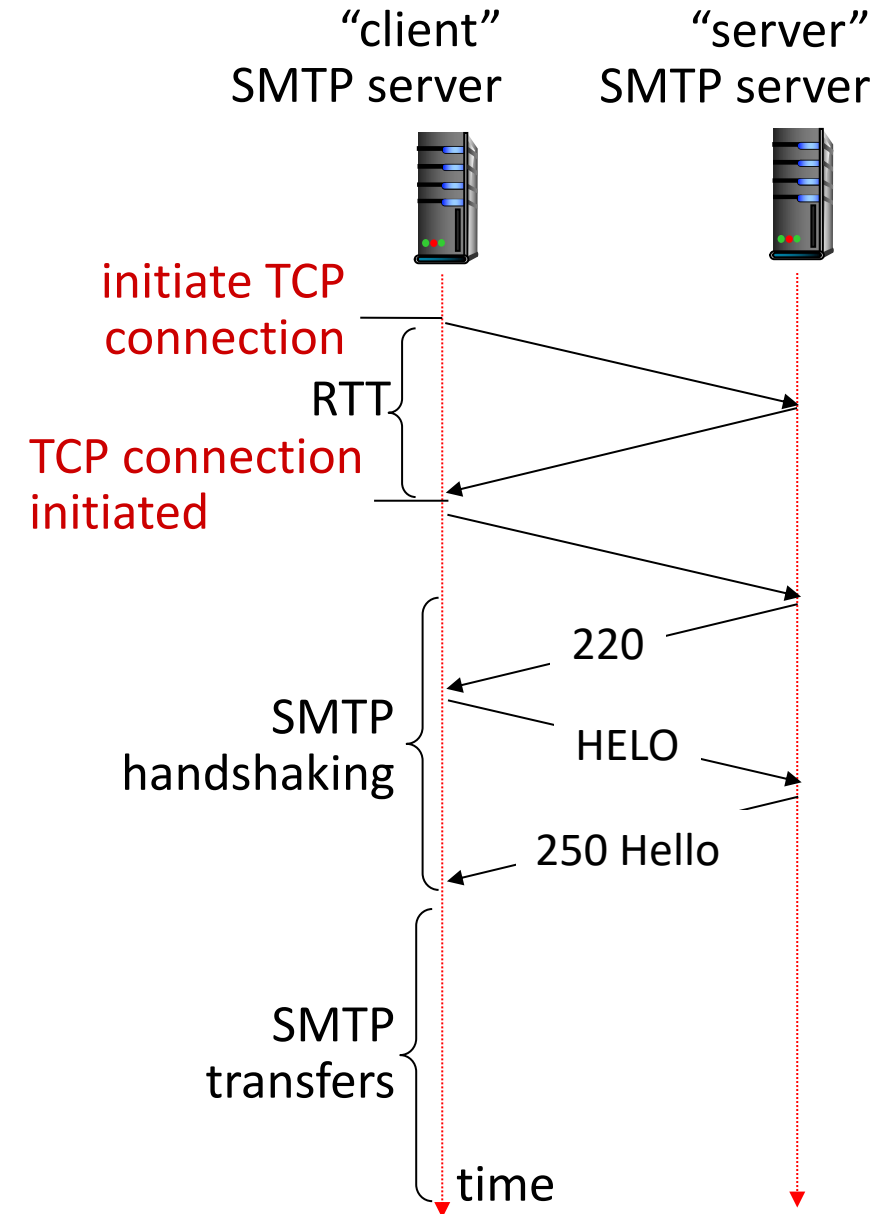 “client”
SMTP server
“server”
SMTP server
initiate TCP
connection
RTT
TCP connection
initiated
220
SMTP
handshaking
HELO
250 Hello
SMTP
transfers
time